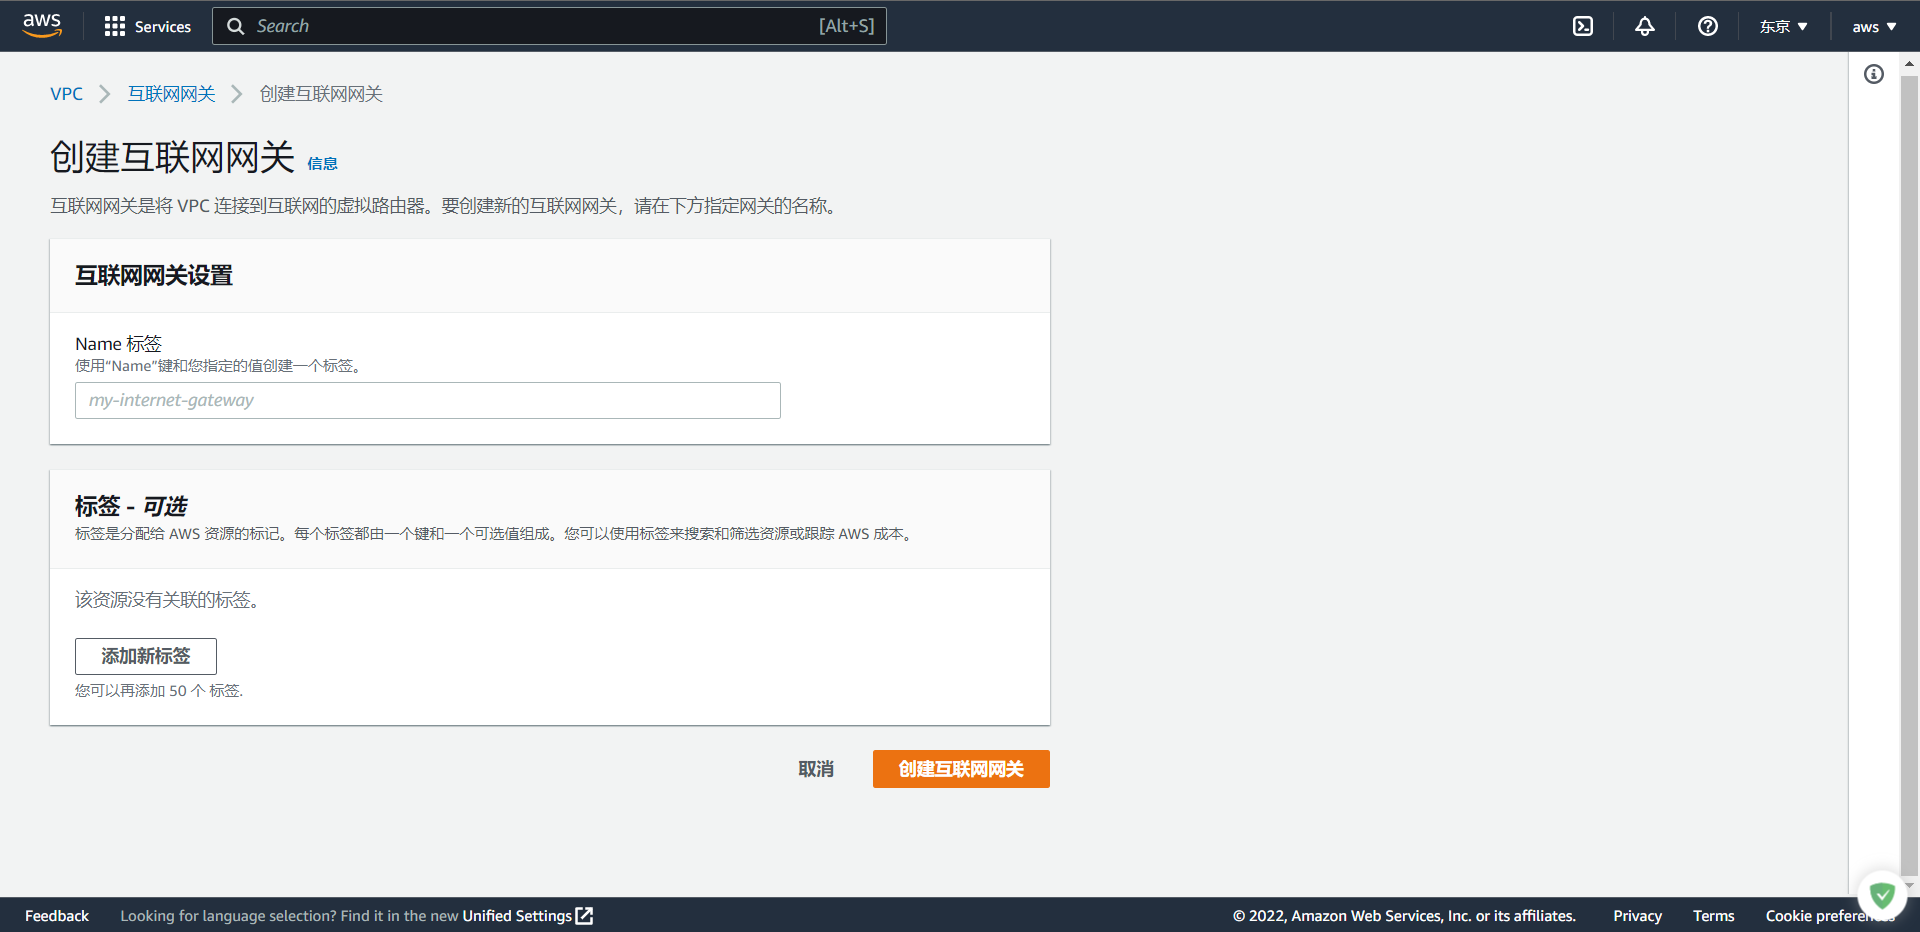 aws
Services
Search
[Alt+S]
东京
aws
VPC
互联网网关
创建互联网网关
创建互联网网关 信息
互联网网关是将 VPC 连接到互联网的虚拟路由器。要创建新的互联网网关，请在下方指定网关的名称。
互联网网关设置
Name 标签
使用“Name”键和您指定的值创建一个标签。
my-internet-gateway
标签 - 可选
标签是分配给 AWS 资源的标记。每个标签都由一个键和一个可选值组成。您可以使用标签来搜索和筛选资源或跟踪 AWS 成本。
该资源没有关联的标签。
添加新标签
您可以再添加 50 个 标签.
取消
创建互联网网关
Feedback
Looking for language selection? Find it in the new Unified Settings
© 2022, Amazon Web Services, Inc. or its affiliates.
Privacy
Terms
Cookie preferences